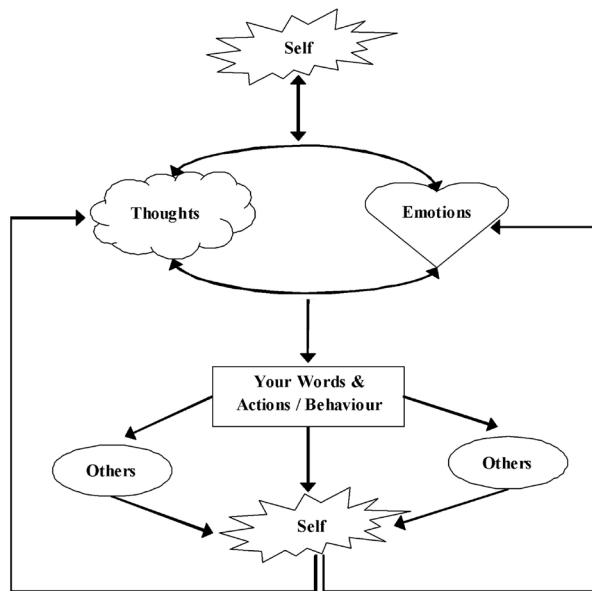 Self
Thoughts
Emotions
Your Words &
Actions / Behaviour
Others
Others
Self